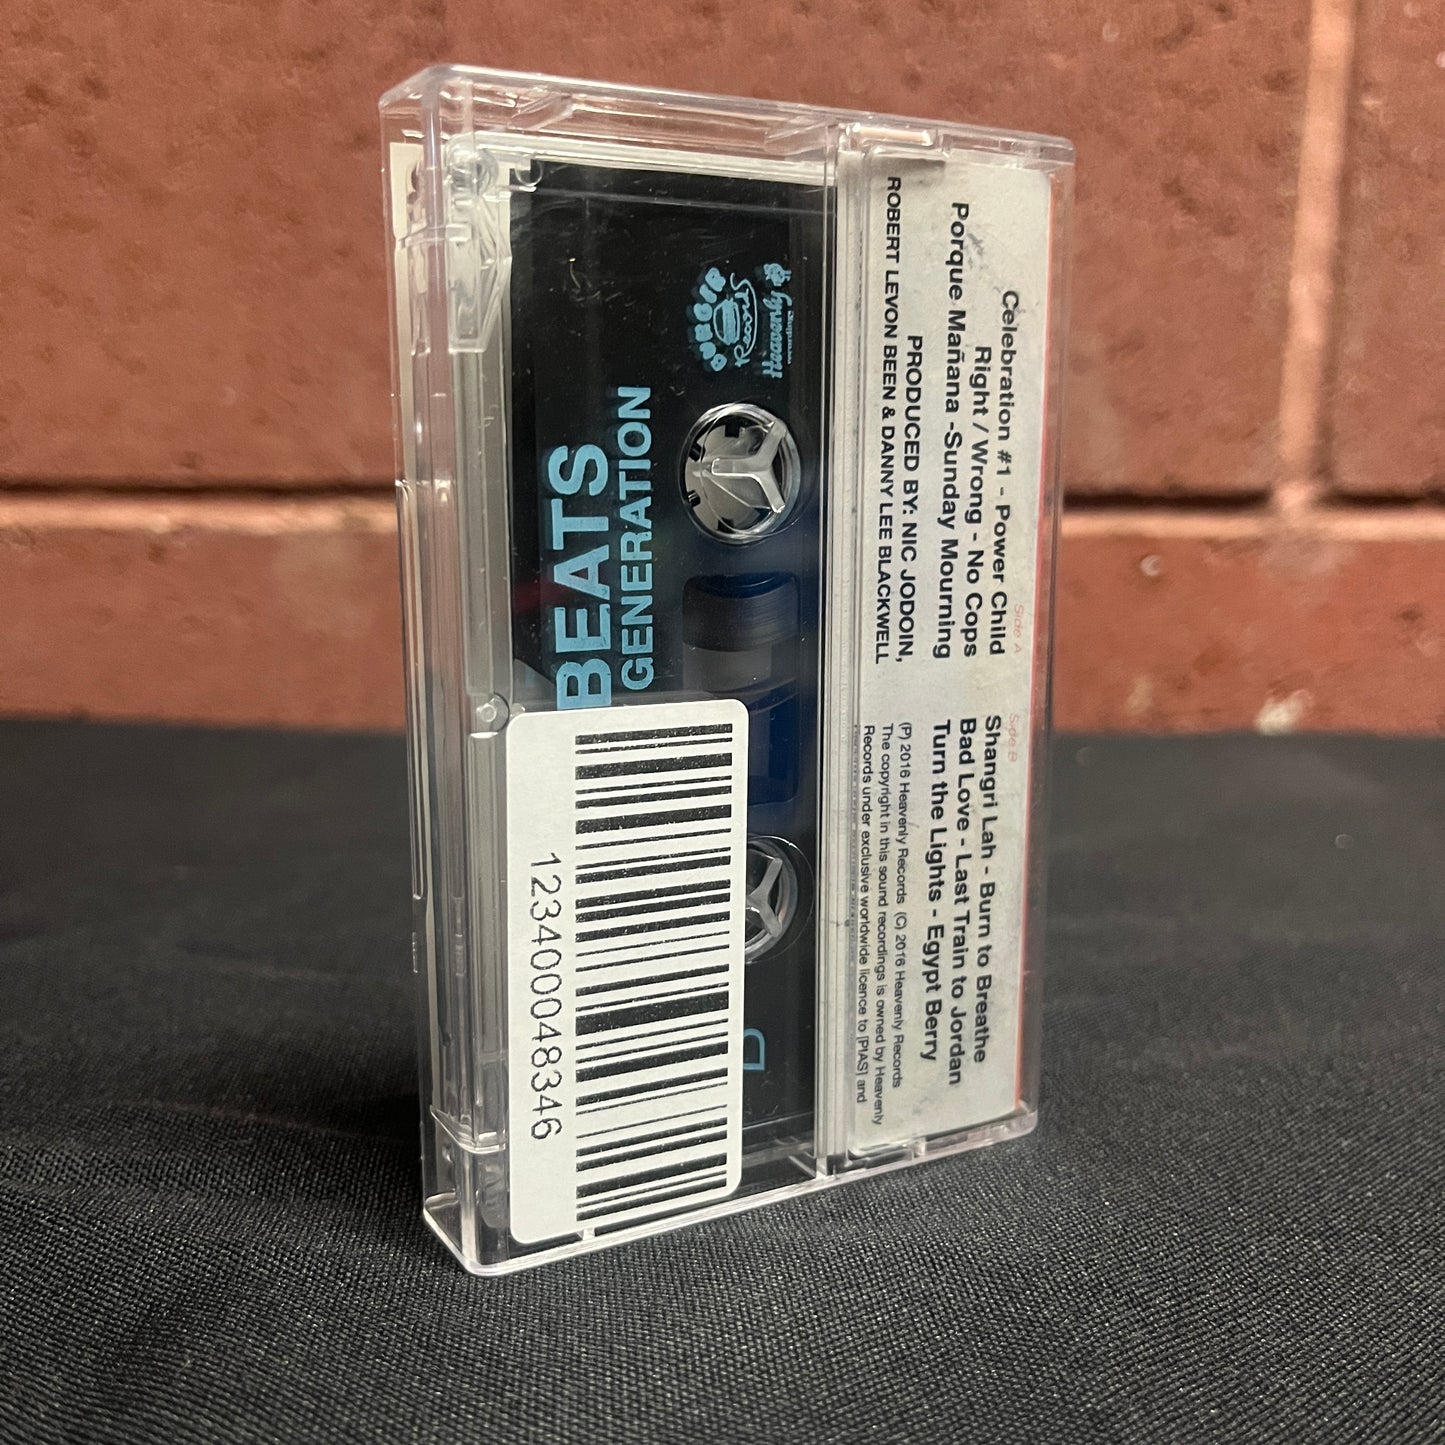 BEATS
GENERATION
Spooored
Heavenly
recordings
B
123400048346
Side A
Celebration #1 - Power Child
Right / Wrong - No Cops
Porque Mañana -Sunday Mourning
PRODUCED BY: NIC JODOIN,
ROBERT LEVON BEEN & DANNY LEE BLACKWELL
Side B
Shangri Lah - Burn to Breathe
Bad Love - Last Train to Jordan
Turn the Lights - Egypt Berry
(P) 2016 Heavenly Records (C) 2016 Heavenly Records
The copyright in this sound recordings is owned by Heavenly
Records under exclusive worldwide licence to [PIAS] and